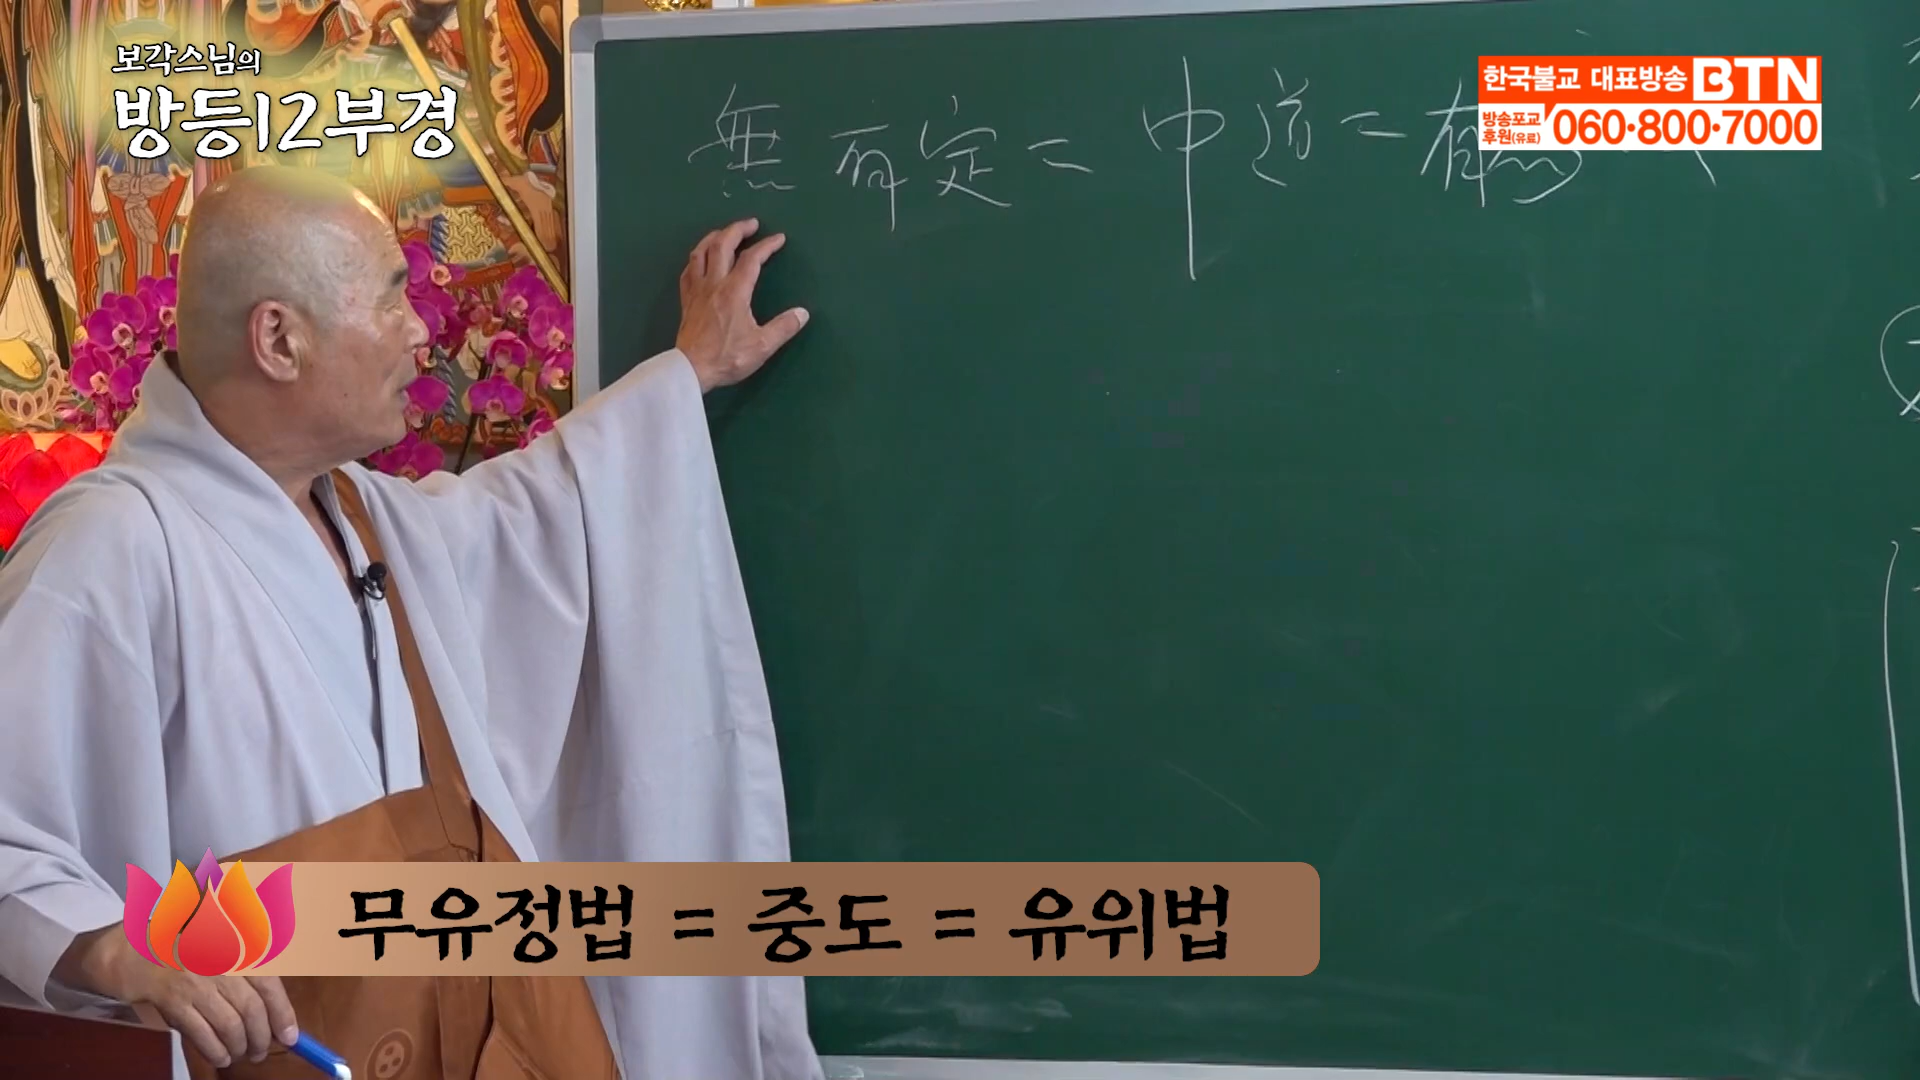 보각스님의
방등12부경
한국불교 대표방송 BTN
방송포교
후원(유료) 060·800·7000
無有定= 中道=有為
무유정법 = 중도 = 유위법